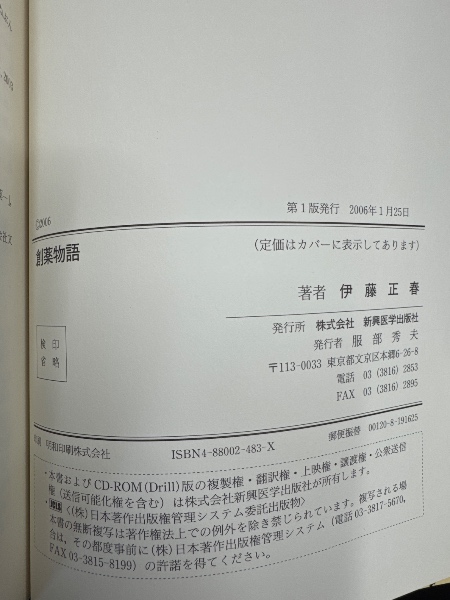 ©2006
第1版発行 2006年1月25日
創薬物語
(定価はカバーに表示してあります)
著者 伊藤正春
検印
省略
発行所 株式会社 新興医学出版社
発行者 服部秀夫
〒113-0033 東京都文京区本郷6-26-8
電話 03(3816)2853
FAX 03(3816)2895
印刷 明和印刷株式会社
ISBN4-88002-483-X
郵便振替 00120-8-191625
・本書およびCD-ROM(Drill)版の複製権・翻訳権・上映権・譲渡権・公衆送信
権(送信可能化権を含む)は株式会社新興医学出版社が所有します。
・〈(株)日本著作出版権管理システム委託出版物〉
本書の無断複写は著作権法上での例外を除き禁じられています。複写される場
合は、その都度事前に(株)日本著作出版権管理システム(電話03-3817-5670,
FAX 03-3815-8199)の許諾を得てください。